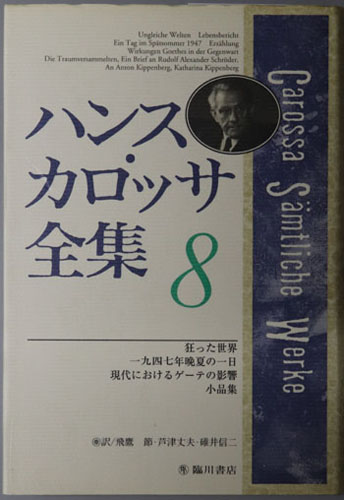 Ungleiche Welten Lebensbericht
Ein Tag im Spätsommer 1947 Erzählung
Wirkungen Goethes in der Gegenwart
Die Traumversammelten, Ein Brief an Rudolf Alexander Schröder.
An Anton Kippenberg, Katharina Kippenberg
ハンス・
カロッサ
全集
8
Carossa Sämtliche Werke
狂った世界
一九四七年晩夏の一日
現代におけるゲーテの影響
小品集
訳/飛鷹 節・芦津丈夫・碓井信二
臨川書店